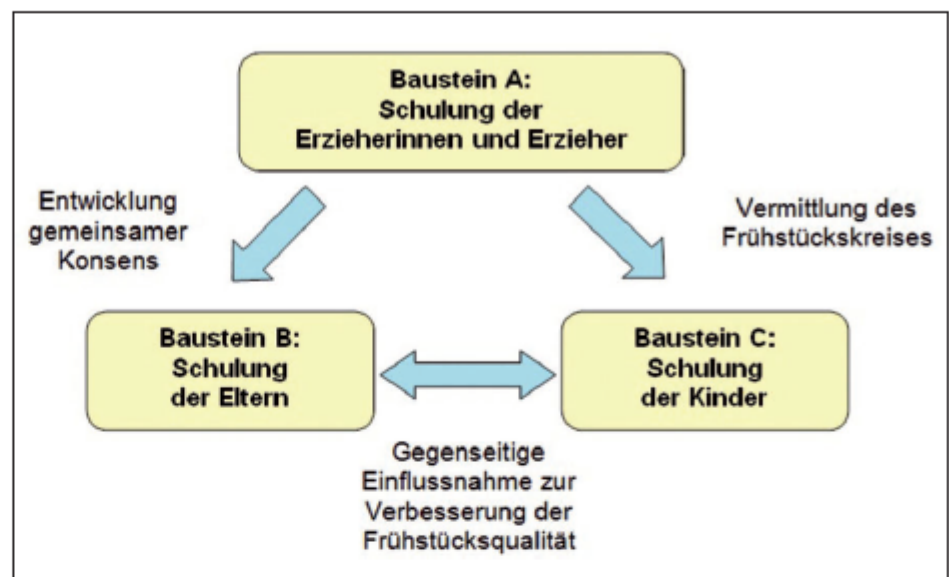 Baustein A:
Schulung der
Erzieherinnen und Erzieher
Entwicklung
gemeinsamer
Konsens
Vermittlung des
Frühstückskreises
Baustein B:
Schulung
der Eltern
Baustein C:
Schulung
der Kinder
Gegenseitige
Einflussnahme zur
Verbesserung der
Frühstücksqualität